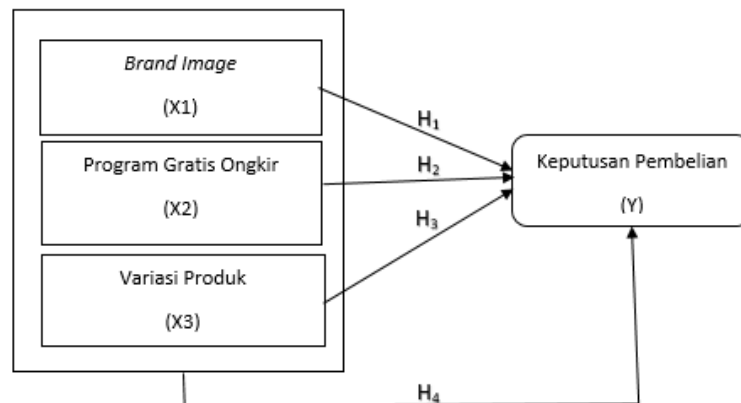 Brand Image
(X1)
H₁
Program Gratis Ongkir
(X2)
H₂
Keputusan Pembelian
(Y)
H₃
Variasi Produk
(X3)
H₄